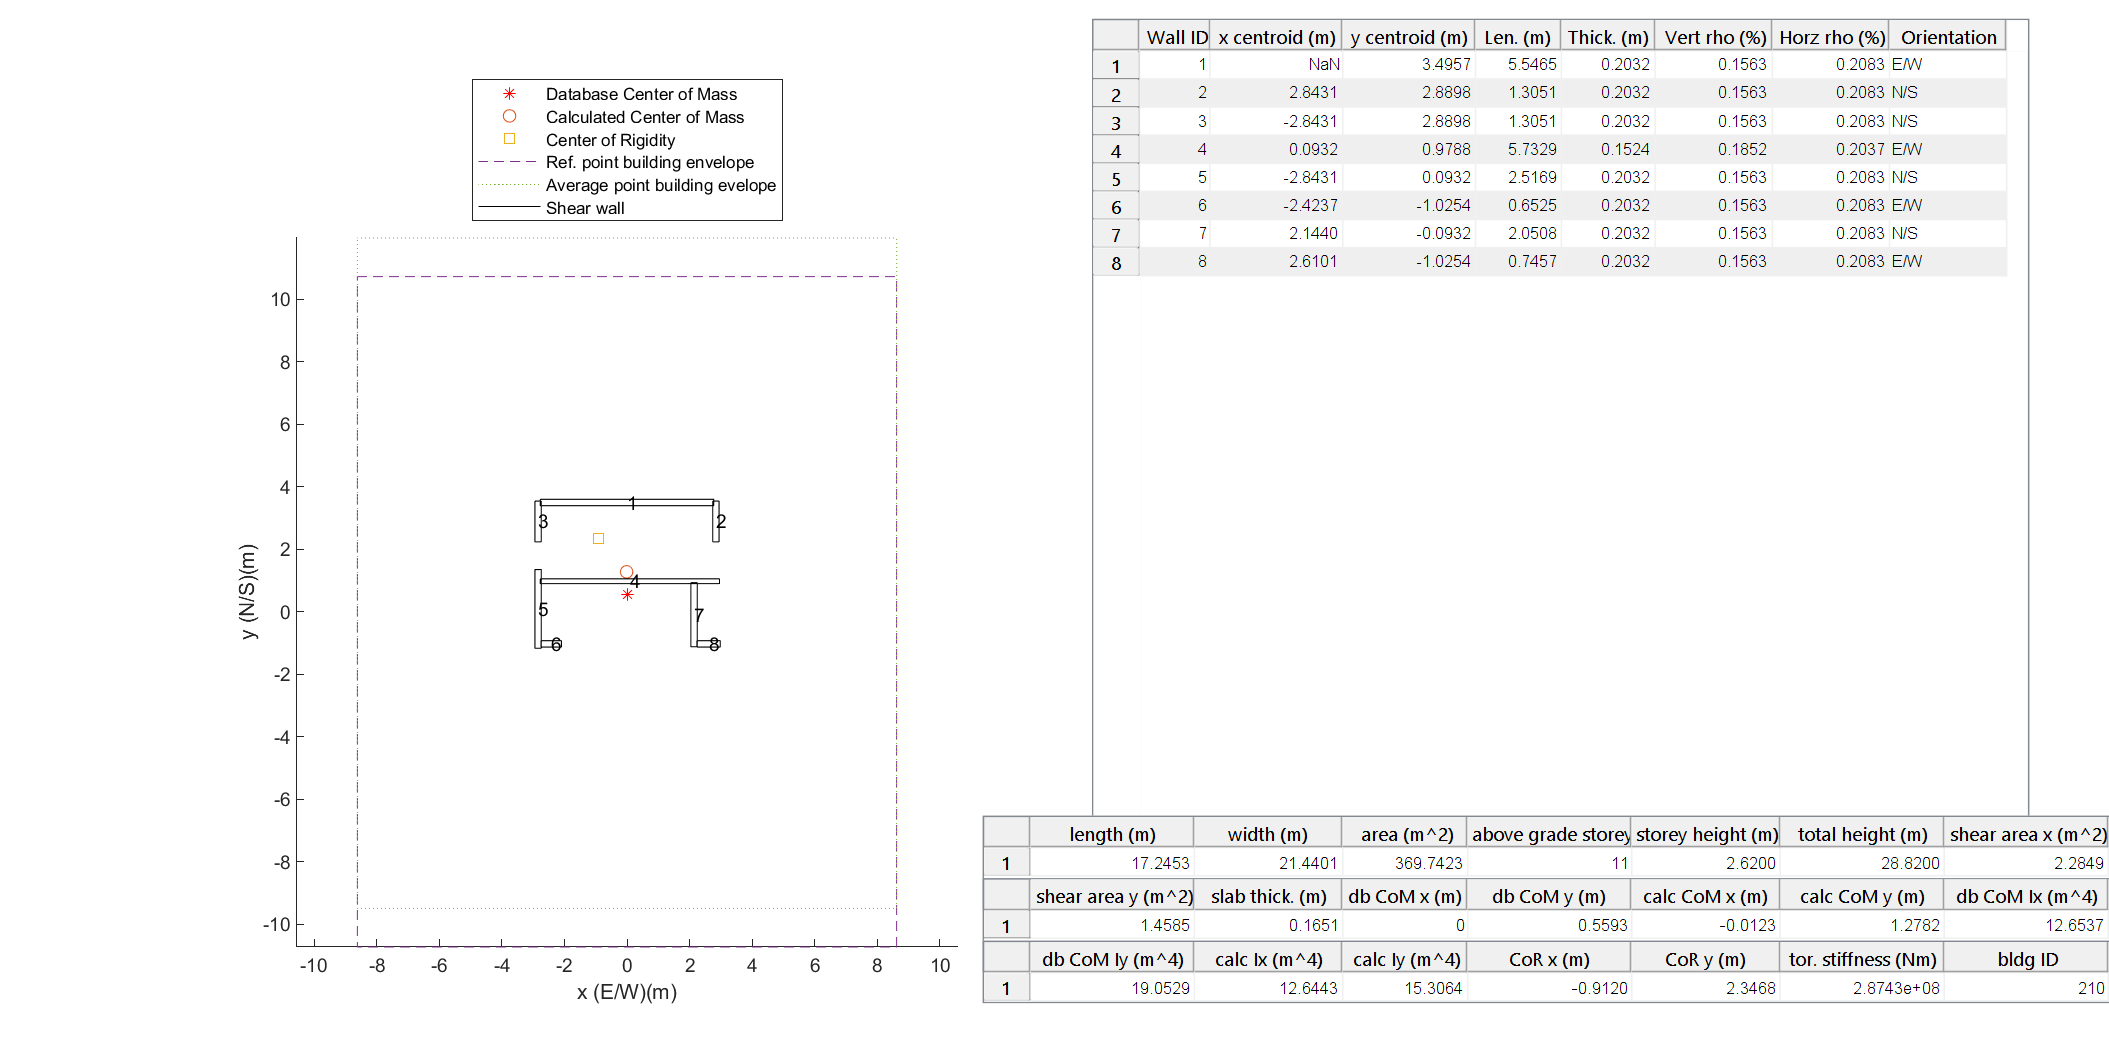 Database Center of Mass
Calculated Center of Mass
Center of Rigidity
Ref. point building envelope
Average point building evelope
Shear wall
10
8
6
4
2
0
-2
-4
-6
-8
-10
y (N/S)(m)
-10 -8 -6 -4 -2 0 2 4 6 8 10
x (E/W)(m)
1
3 2
4
5 7
6 8
Wall ID x centroid (m) y centroid (m) Len. (m) Thick. (m) Vert rho (%) Horz rho (%) Orientation
1 1 NaN 3.4957 5.5465 0.2032 0.1563 0.2083 E/W
2 2 2.8431 2.8898 1.3051 0.2032 0.1563 0.2083 N/S
3 3 -2.8431 2.8898 1.3051 0.2032 0.1563 0.2083 N/S
4 4 0.0932 0.9788 5.7329 0.1524 0.1852 0.2037 E/W
5 5 -2.8431 0.0932 2.5169 0.2032 0.1563 0.2083 N/S
6 6 -2.4237 -1.0254 0.6525 0.2032 0.1563 0.2083 E/W
7 7 2.1440 -0.0932 2.0508 0.2032 0.1563 0.2083 N/S
8 8 2.6101 -1.0254 0.7457 0.2032 0.1563 0.2083 E/W
length (m) width (m) area (m^2) above grade storey storey height (m) total height (m) shear area x (m^2)
1 17.2453 21.4401 369.7423 11 2.6200 28.8200 2.2849
shear area y (m^2) slab thick. (m) db CoM x (m) db CoM y (m) calc CoM x (m) calc CoM y (m) db CoM Ix (m^4)
1 1.4585 0.1651 0 0.5593 -0.0123 1.2782 12.6537
db CoM Iy (m^4) calc Ix (m^4) calc Iy (m^4) CoR x (m) CoR y (m) tor. stiffness (Nm) bldg ID
1 19.0529 12.6443 15.3064 -0.9120 2.3468 2.8743e+08 210